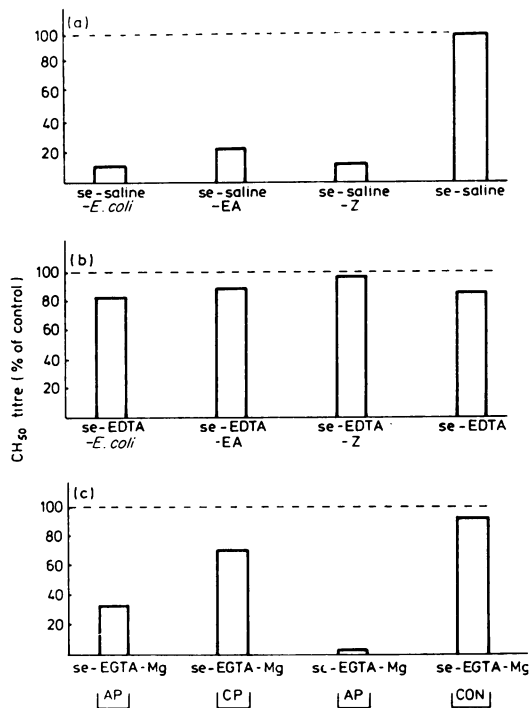 (a)
100
80
60
40
20
se-saline se-saline se-saline se-saline
-E. coli -EA -Z
CH50 titre (% of control)
(b)
100
80
60
40
20
se-EDTA se-EDTA se-EDTA se-EDTA
-E. coli -EA -Z
(c)
100
80
60
40
20
se-EGTA-Mg se-EGTA-Mg sc-EGTA-Mg se-EGTA-Mg
AP CP AP CON